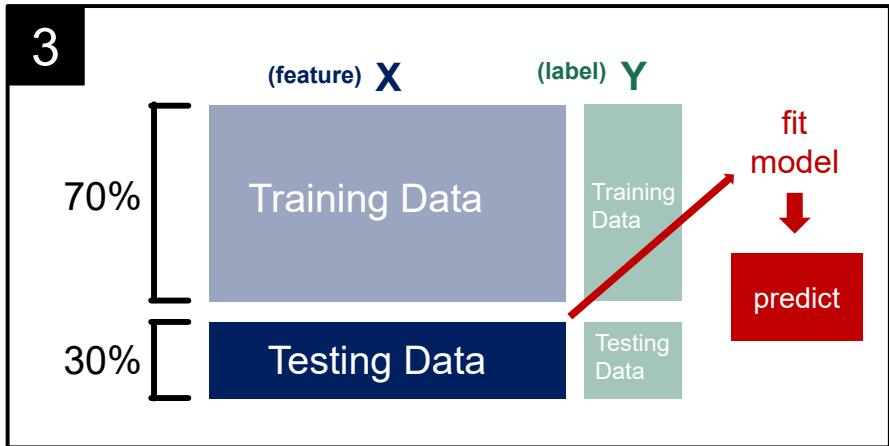 3
(feature) X
(label) Y
70%
Training Data
Training
Data
fit
model
predict
30%
Testing Data
Testing
Data